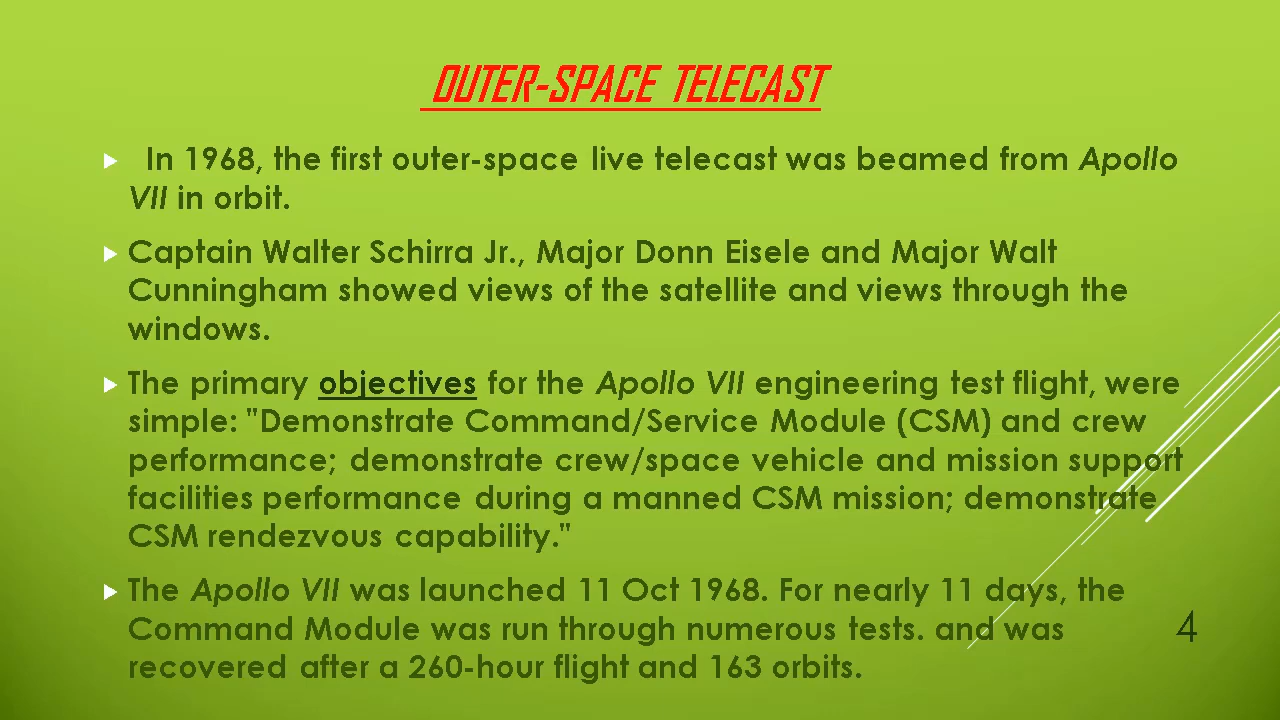 OUTER-SPACE TELECAST
In 1968, the first outer-space live telecast was beamed from Apollo
VII in orbit.
Captain Walter Schirra Jr., Major Donn Eisele and Major Walt
Cunningham showed views of the satellite and views through the
windows.
The primary objectives for the Apollo VII engineering test flight, were
simple: "Demonstrate Command/Service Module (CSM) and crew
performance; demonstrate crew/space vehicle and mission support
facilities performance during a manned CSM mission; demonstrate
CSM rendezvous capability."
The Apollo VII was launched 11 Oct 1968. For nearly 11 days, the
Command Module was run through numerous tests. and was
recovered after a 260-hour flight and 163 orbits.
4